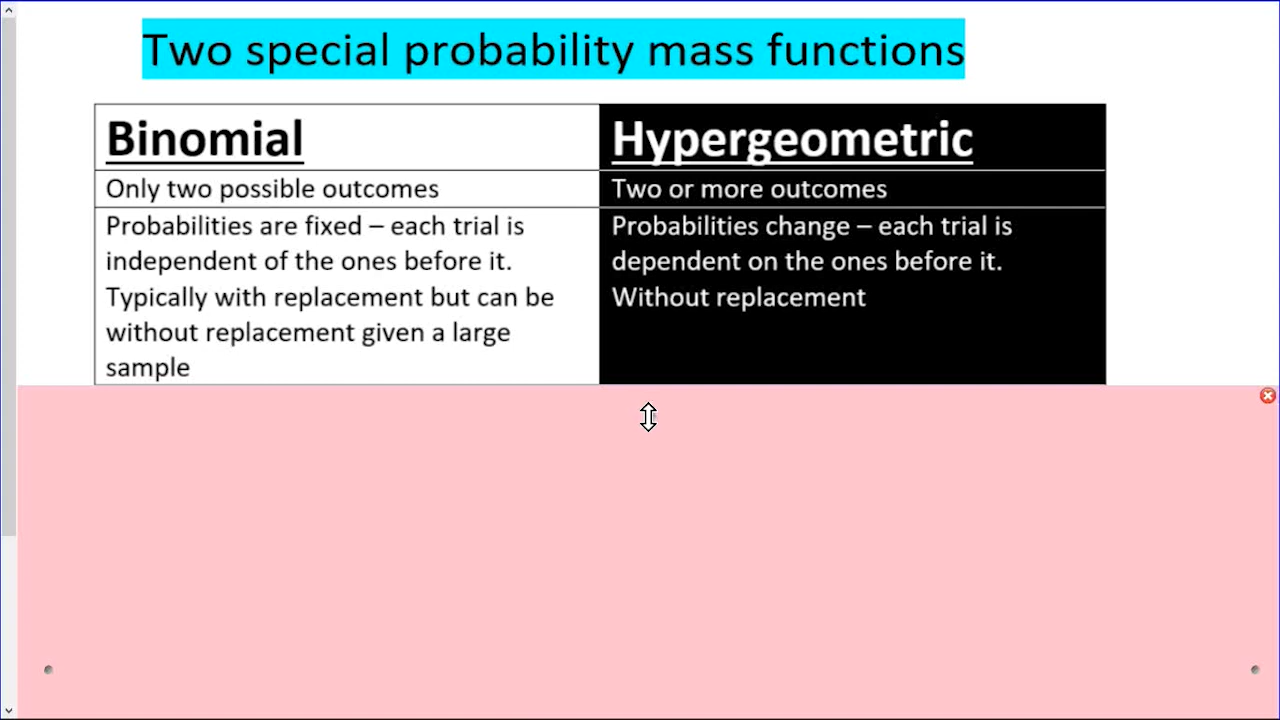 Two special probability mass functions
Binomial
Hypergeometric
Only two possible outcomes
Two or more outcomes
Probabilities are fixed – each trial is
independent of the ones before it.
Typically with replacement but can be
without replacement given a large
sample
Probabilities change – each trial is
dependent on the ones before it.
Without replacement